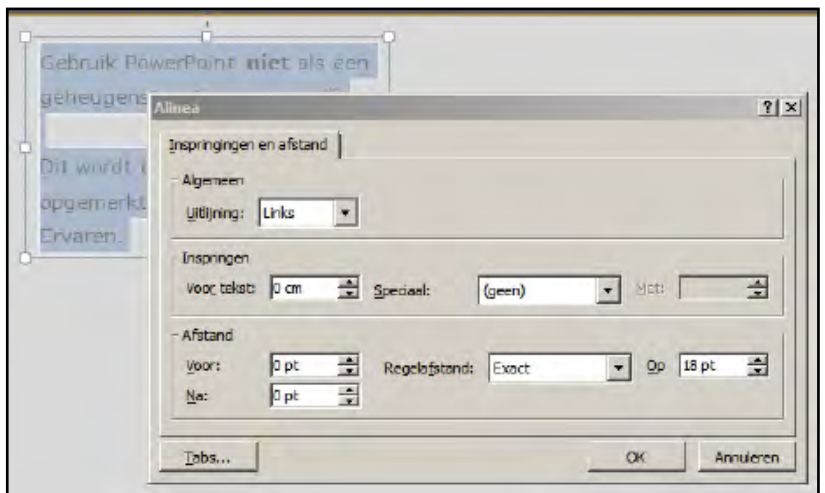 Gebruik PowerPoint niet als een
geheugens
Dit wordt
opgemerkt
Ervaren.
Alinea
Inspringingen en afstand
Algemeen
Uitlijning: Links
Inspringen
Voor tekst: 0 cm Speciaal: (geen) Met:
Afstand
Voor: 0 pt Regelafstand: Exact Op 18 pt
Na: 0 pt
Tabs... OK Annuleren